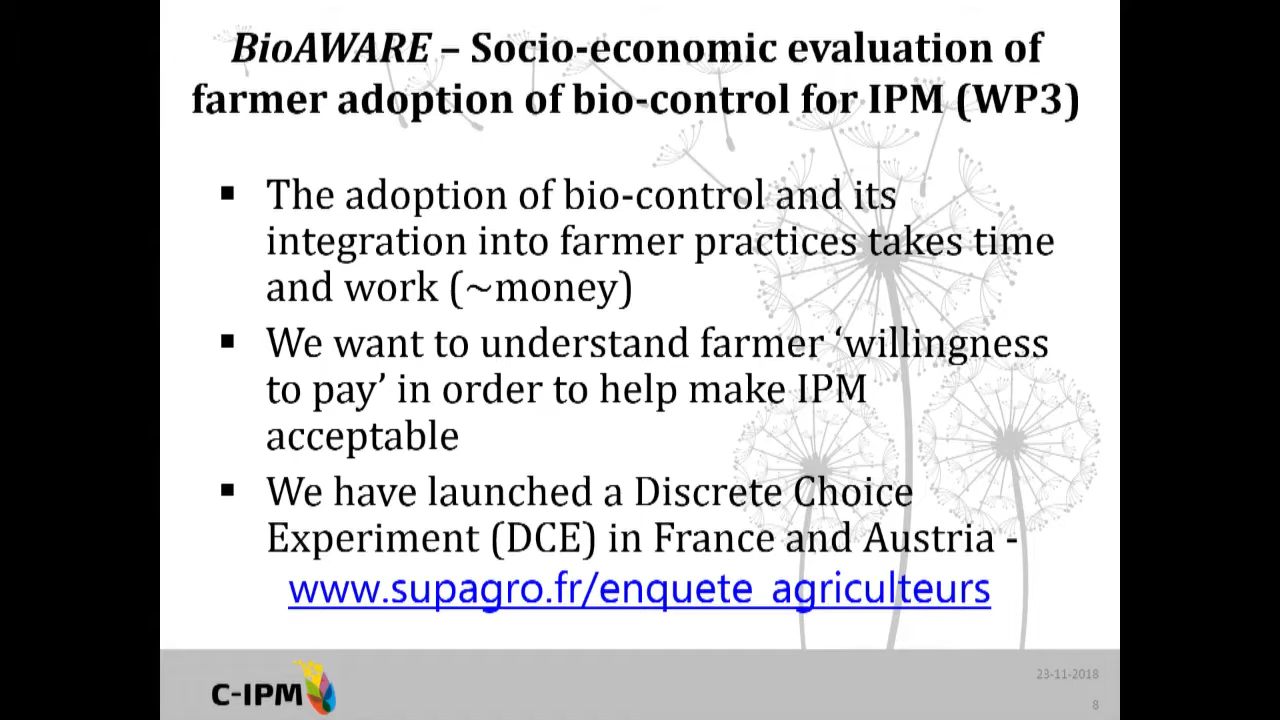 BioAWARE – Socio-economic evaluation of
farmer adoption of bio-control for IPM (WP3)
▪ The adoption of bio-control and its
integration into farmer practices takes time
and work (~money)
▪ We want to understand farmer ‘willingness
to pay’ in order to help make IPM
acceptable
▪ We have launched a Discrete Choice
Experiment (DCE) in France and Austria -
www.supagro.fr/enquete_agriculteurs
C-IPM
23-11-2018
8